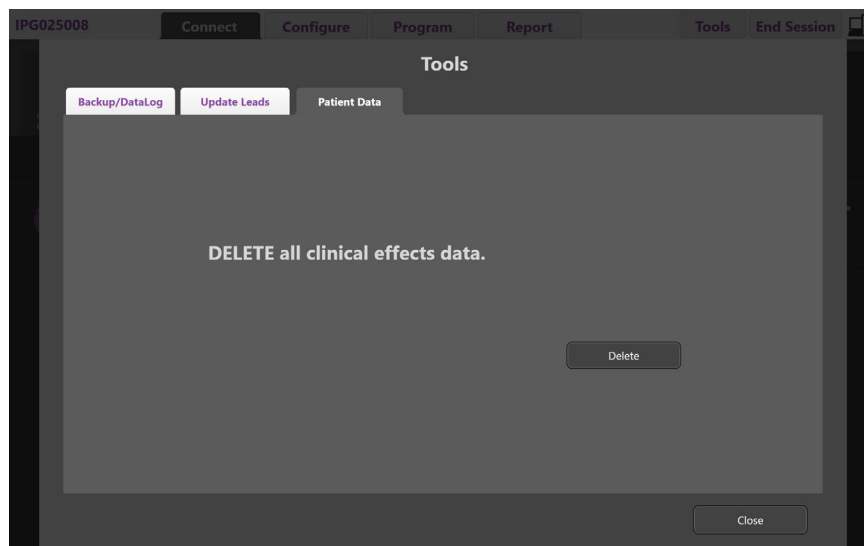 IPG025008 Connect Configure Program Report Tools End Session
Tools
Backup/DataLog Update Leads Patient Data
DELETE all clinical effects data.
Delete
Close